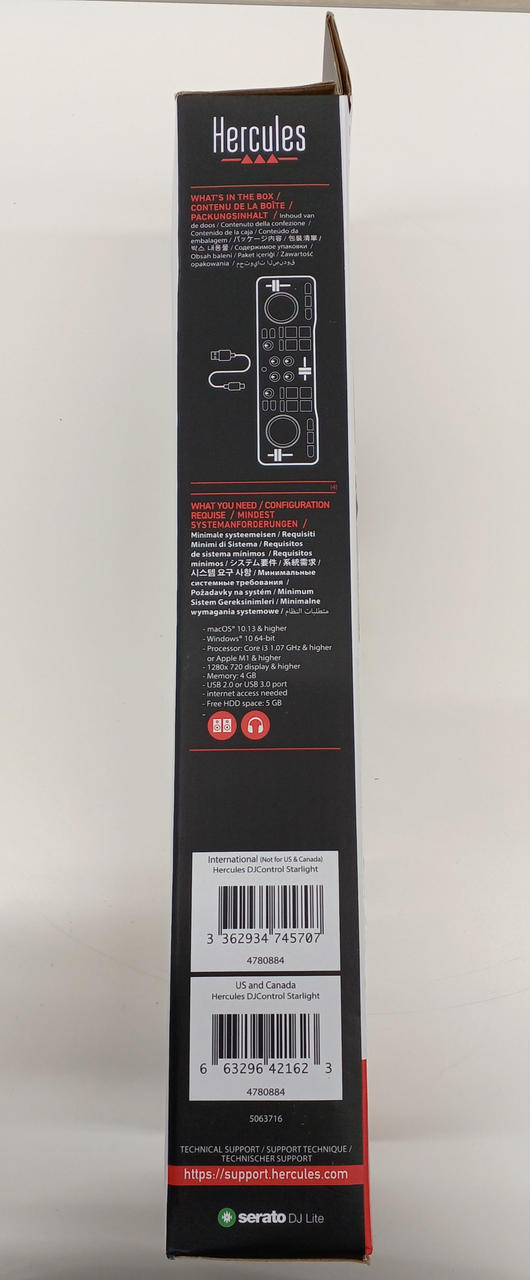 Hercules
WHAT'S IN THE BOX /
CONTENU DE LA BOÎTE /
PACKUNGSINHALT / Inhoud van
de doos / Contenuto della confezione /
Contenido de la caja / Conteúdo da
embalagem / パッケージ内容 / 包裝清單 /
박스 내용물 / Содержимое упаковки /
Obsah balení / Paket içeriği / Zawartość
opakowania / محتويات الصندوق
(4)
WHAT YOU NEED / CONFIGURATION
REQUISE / MINDEST
SYSTEMANFORDERUNGEN /
Minimale systeemeisen / Requisiti
Minimi di Sistema / Requisitos
de sistema mínimos / Requisitos
mínimos / システム要件 / 系統需求 /
시스템 요구 사항 / Минимальные
системные требования /
Požadavky na systém / Minimum
Sistem Gereksinimleri / Minimalne
wymagania systemowe / متطلبات النظام
- macOS® 10.13 & higher
- Windows® 10 64-bit
- Processor: Core i3 1.07 GHz & higher
or Apple M1 & higher
- 1280x 720 display & higher
- Memory: 4 GB
- USB 2.0 or USB 3.0 port
- internet access needed
- Free HDD space: 5 GB
-
International (Not for US & Canada)
Hercules DJControl Starlight
3 362934 745707
4780884
US and Canada
Hercules DJControl Starlight
6 63296 42162 3
4780884
5063716
TECHNICAL SUPPORT / SUPPORT TECHNIQUE /
TECHNISCHER SUPPORT
https://support.hercules.com
serato DJ Lite